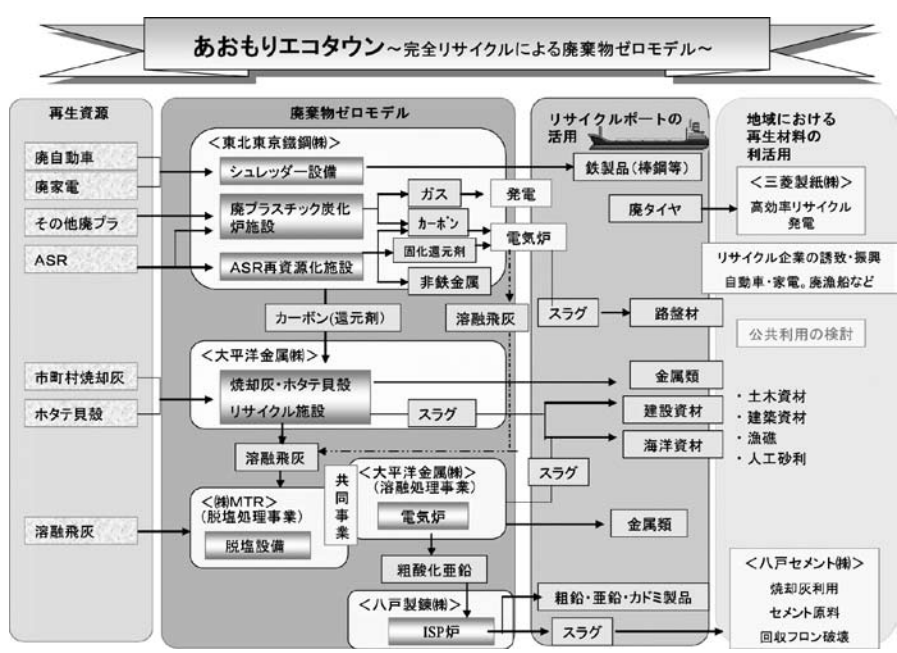 あおもりエコタウン～完全リサイクルによる廃棄物ゼロモデル～
再生資源
廃自動車
廃家電
その他廃プラ
ASR
市町村焼却灰
ホタテ貝殻
溶融飛灰
廃棄物ゼロモデル
＜東北東京鐵鋼㈱＞
シュレッダー設備
廃プラスチック炭化
炉施設
ASR再資源化施設
ガス
カーボン
固化還元剤
非鉄金属
発電
電気炉
カーボン(還元剤)
溶融飛灰
＜大平洋金属㈱＞
焼却灰・ホタテ貝殻
リサイクル施設
スラグ
溶融飛灰
＜㈱MTR＞
(脱塩処理事業)
脱塩設備
共同事業
＜大平洋金属㈱＞
(溶融処理事業)
電気炉
粗酸化亜鉛
＜八戸製錬㈱＞
ISP炉
リサイクルポートの
活用
鉄製品(棒鋼等)
廃タイヤ
スラグ
路盤材
金属類
建設資材
海洋資材
スラグ
金属類
粗鉛・亜鉛・カドミ製品
スラグ
地域における
再生材料の
利活用
＜三菱製紙㈱＞
高効率リサイクル
発電
リサイクル企業の誘致・振興
自動車・家電。廃漁船など
公共利用の検討
・土木資材
・建築資材
・漁礁
・人工砂利
＜八戸セメント㈱＞
焼却灰利用
セメント原料
回収フロン破壊